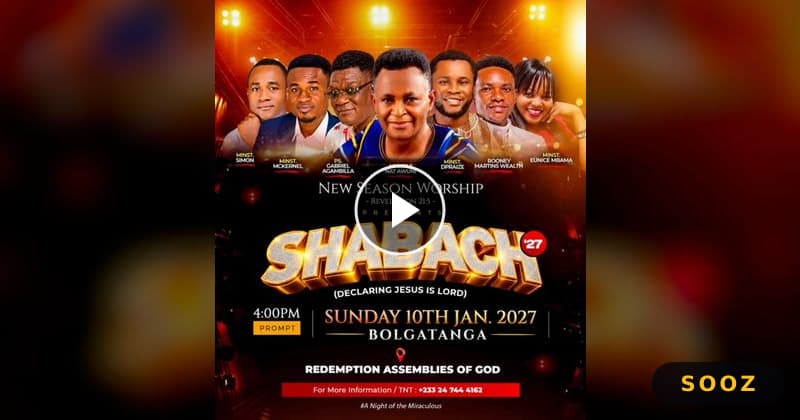 MINST.
SIMON
MINST.
MCKERNEL
PS.
GABRIEL
AGAMBILLA
NAT AWUNI
MINST.
DPRAIZE
ROONEY
MARTINS WEALTH
MINST.
EUNICE MBAMA
NEW SEASON WORSHIP
SHABACH
'27
(DECLARING JESUS IS LORD)
4:00PM
PROMPT
SUNDAY 10TH JAN. 2027
BOLGATANGA
REDEMPTION ASSEMBLIES OF GOD
For More Information / TNT : +233 24 744 4162
#A Night of the Miraculous
SOOZ